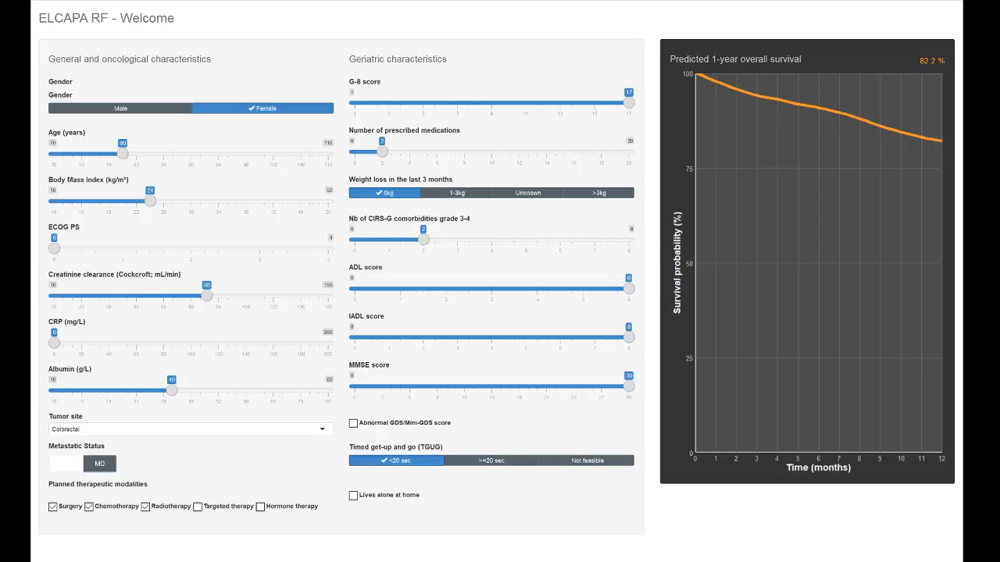 ELCAPA RF - Welcome
General and oncological characteristics
Gender
Gender
Male Female
Age (years)
70 80 110
70 74 78 82 90 94 98 102 106 110
Body Mass Index (kg/m²)
10 24 50
10 14 18 22 26 30 34 38 42 46 50
ECOG PS
0 4
0 1 2 3 4
Creatinine clearance (Cockcroft; mL/min)
10 88 150
10 24 38 52 66 80 94 108 122 136 150
CRP (mg/L)
0 200
0 20 40 60 80 100 120 140 160 180 200
Albumin (g/L)
10 40 80
10 17 24 31 38 45 52 59 66 73 80
Tumor site
Colorectal
Metastatic Status
M0
Planned therapeutic modalities
Surgery Chemotherapy Radiotherapy Targeted therapy Hormone therapy
Geriatric characteristics
G-8 score
1 17
1 3 5 7 9 11 13 15 17
Number of prescribed medications
0 2 20
0 2 4 6 8 10 12 14 16 18 20
Weight loss in the last 3 months
0kg 1-3kg Unknown >3kg
Nb of CIRS-G comorbidities grade 3-4
0 2 8
0 1 2 3 4 5 6 7 8
ADL score
0 6
0 1 2 3 4 5 6
IADL score
0 8
0 1 2 3 4 5 6 7 8
MMSE score
0 30
0 3 6 9 12 15 18 21 24 27 30
Abnormal GDS/Mini-GDS score
Timed get-up and go (TGUG)
<20 sec. >=20 sec. Not feasible
Lives alone at home
Predicted 1-year overall survival 82.2 %
100
75
50
25
0
Survival probability (%)
0 1 2 3 4 5 6 7 8 9 10 11 12
Time (months)